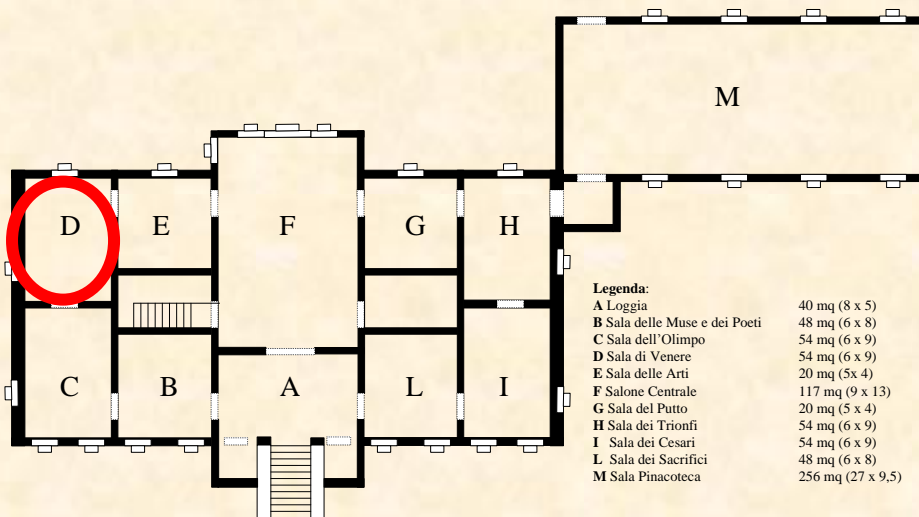 M
D
E
F
G
H
C
B
A
L
I
Legenda:
A Loggia 40 mq (8 x 5)
B Sala delle Muse e dei Poeti 48 mq (6 x 8)
C Sala dell'Olimpo 54 mq (6 x 9)
D Sala di Venere 54 mq (6 x 9)
E Sala delle Arti 20 mq (5x 4)
F Salone Centrale 117 mq (9 x 13)
G Sala del Putto 20 mq (5 x 4)
H Sala dei Trionfi 54 mq (6 x 9)
I Sala dei Cesari 54 mq (6 x 9)
L Sala dei Sacrifici 48 mq (6 x 8)
M Sala Pinacoteca 256 mq (27 x 9,5)